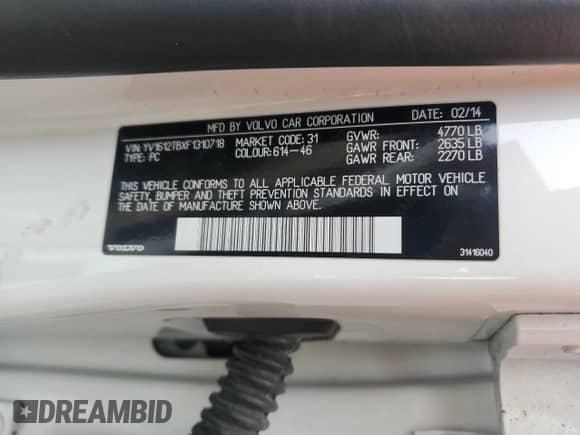 MFD BY VOLVO CAR CORPORATION DATE: 02/14
VIN: YV1612TBXF1310718 MARKET CODE: 31 GVWR: 4770 LB
TYPE: PC COLOUR: 614-46 GAWR FRONT: 2635 LB
GAWR REAR: 2270 LB
THIS VEHICLE CONFORMS TO ALL APPLICABLE FEDERAL MOTOR VEHICLE
SAFETY, BUMPER AND THEFT PREVENTION STANDARDS IN EFFECT ON
THE DATE OF MANUFACTURE SHOWN ABOVE.
VOLVO 31416040
DREAMBID